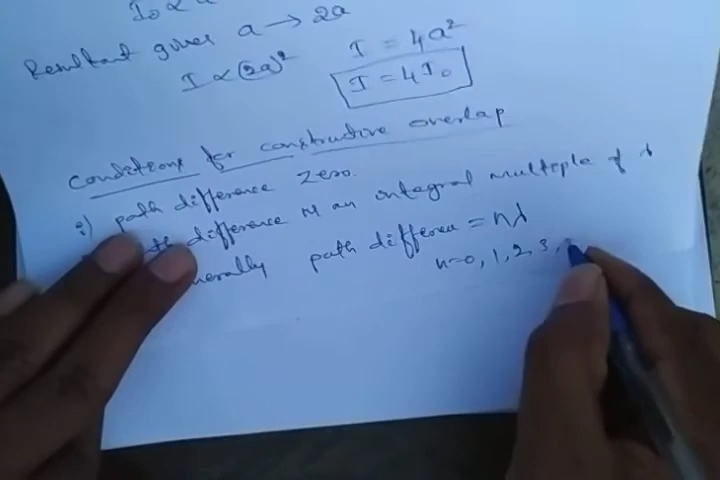 I₀ ∝ a
Resultant gives a → 2a
I ∝ (2a)² I = 4a²
I = 4I₀
Conditions for constructive overlap
i) path difference zero.
difference is an integral multiple of λ
path difference = nλ
n=0, 1, 2, 3,